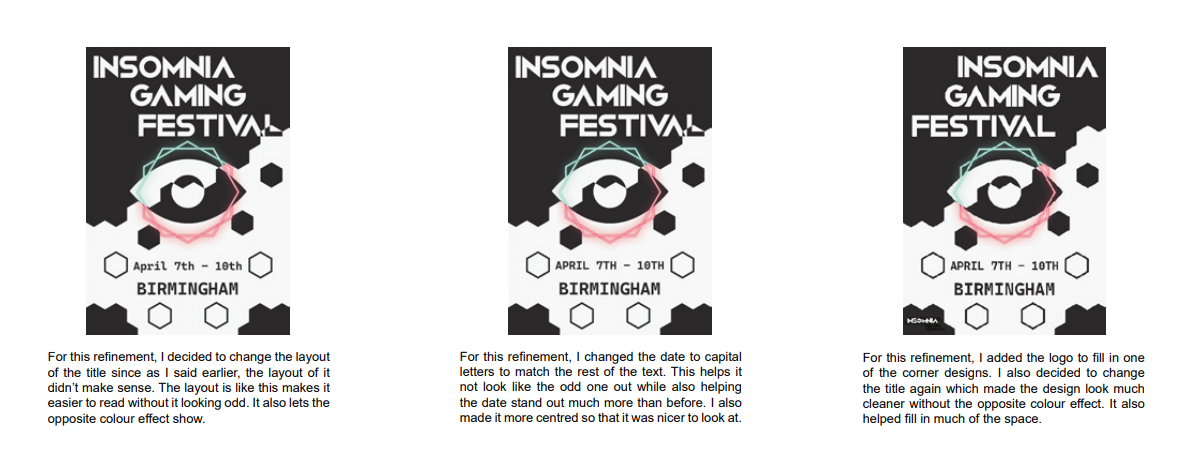 INSOMNIA
GAMING
FESTIVAL
April 7th - 10th
BIRMINGHAM
For this refinement, I decided to change the layout
of the title since as I said earlier, the layout of it
didn't make sense. The layout is like this makes it
easier to read without it looking odd. It also lets the
opposite colour effect show.
INSOMNIA
GAMING
FESTIVAL
APRIL 7TH - 10TH
BIRMINGHAM
For this refinement, I changed the date to capital
letters to match the rest of the text. This helps it
not look like the odd one out while also helping
the date stand out much more than before. I also
made it more centred so that it was nicer to look at.
INSOMNIA
GAMING
FESTIVAL
APRIL 7TH - 10TH
BIRMINGHAM
INSOMNIA
For this refinement, I added the logo to fill in one
of the corner designs. I also decided to change
the title again which made the design look much
cleaner without the opposite colour effect. It also
helped fill in much of the space.